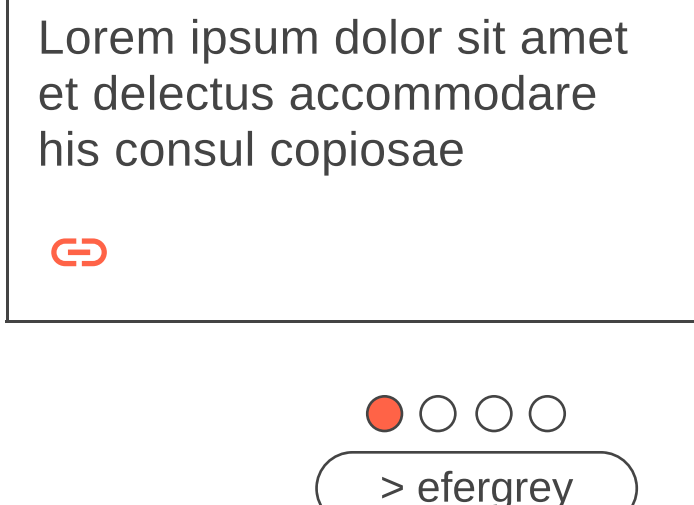 Lorem ipsum dolor sit amet
et delectus accommodare
his consul copiosae
> efergrey